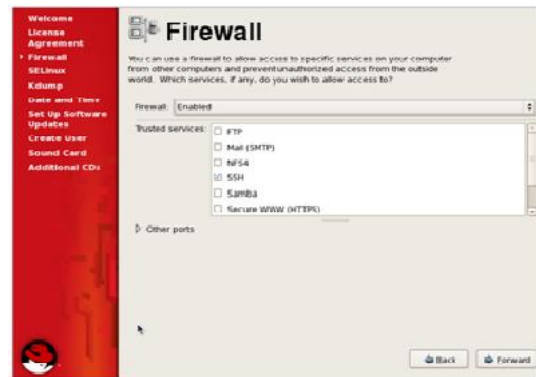 Welcome
License
Agreement
Firewall
SELinux
Kdump
Date and Time
Set Up Software
Updates
Create User
Sound Card
Additional CDs
Firewall
You can use a firewall to allow access to specific services on your computer
from other computers and prevent unauthorized access from the outside
world. Which services, if any, do you wish to allow access to?
Firewall: Enabled
Trusted services:
FTP
Mail (SMTP)
NFS4
SSH
Samba
Secure WWW (HTTPS)
Other ports
Back
Forward